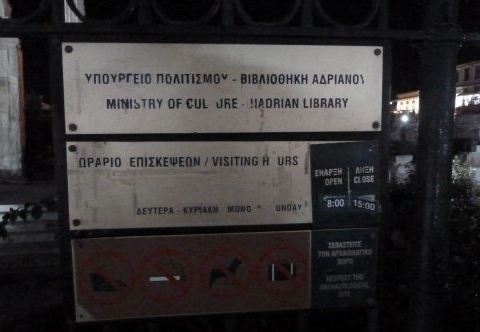 ΥΠΟΥΡΓΕΙΟ ΠΟΛΙΤΙΣΜΟΥ - ΒΙΒΛΙΟΘΗΚΗ ΑΔΡΙΑΝΟΥ
MINISTRY OF CUL URE - HADRIAN LIBRARY
ΩΡΑΡΙΟ ΕΠΙΣΚΕΨΕΩΝ / VISITING H URS
ΕΝΑΡΞΗ ΛΗΞΗ
OPEN CLOSE
8:00 15:00
ΔΕΥΤΕΡΑ - ΚΥΡΙΑΚΗ MOND UNDAY
ΣΕΒΑΣΤΕΙΤΕ
ΤΟΝ ΑΡΧΑΙΟΛΟΓΙΚΟ
ΧΩΡΟ
RESPECT THE
ARCHAEOLOGICAL
SITE